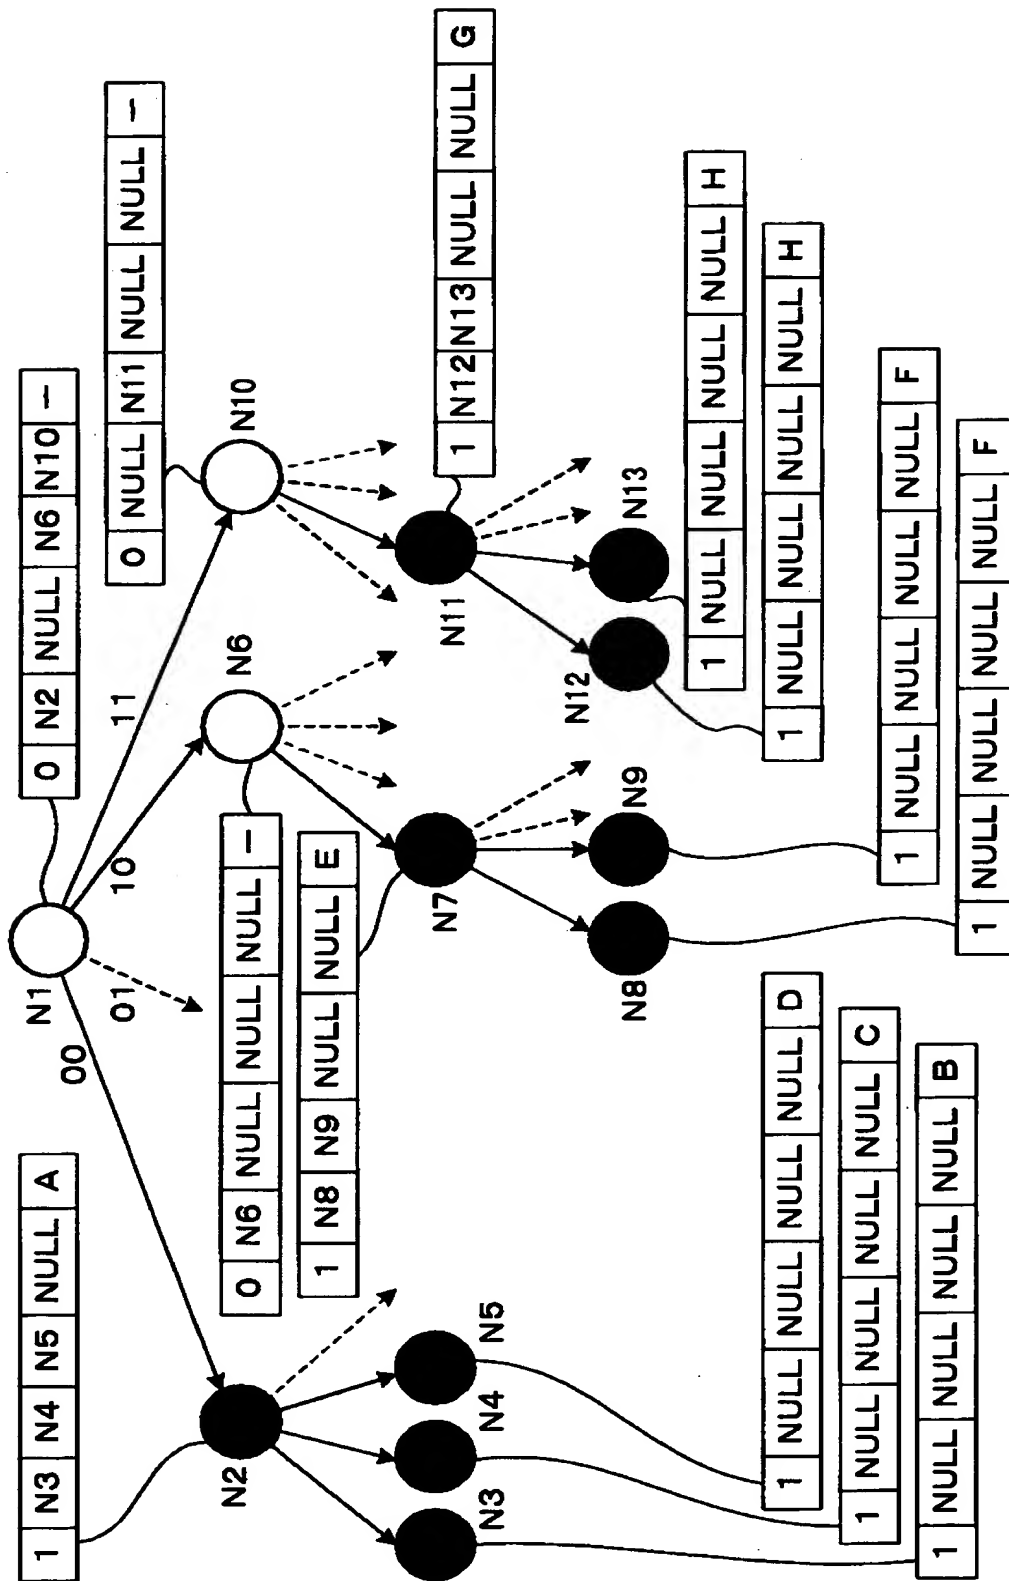 1 N3 N4 N5 NULL A
N1
0 N2 NULL N6 N10 —
00
01
10
11
0 NULL N11 NULL NULL —
N2
N6
N10
0 N6 NULL NULL NULL —
1 N8 N9 NULL NULL E
N7
N11
1 N12 N13 NULL NULL G
N3
N4
N5
N8
N9
N12
N13
1 NULL NULL NULL NULL H
1 NULL NULL NULL NULL D
1 NULL NULL NULL NULL H
1 NULL NULL NULL NULL C
1 NULL NULL NULL NULL F
1 NULL NULL NULL NULL B
1 NULL NULL NULL NULL F